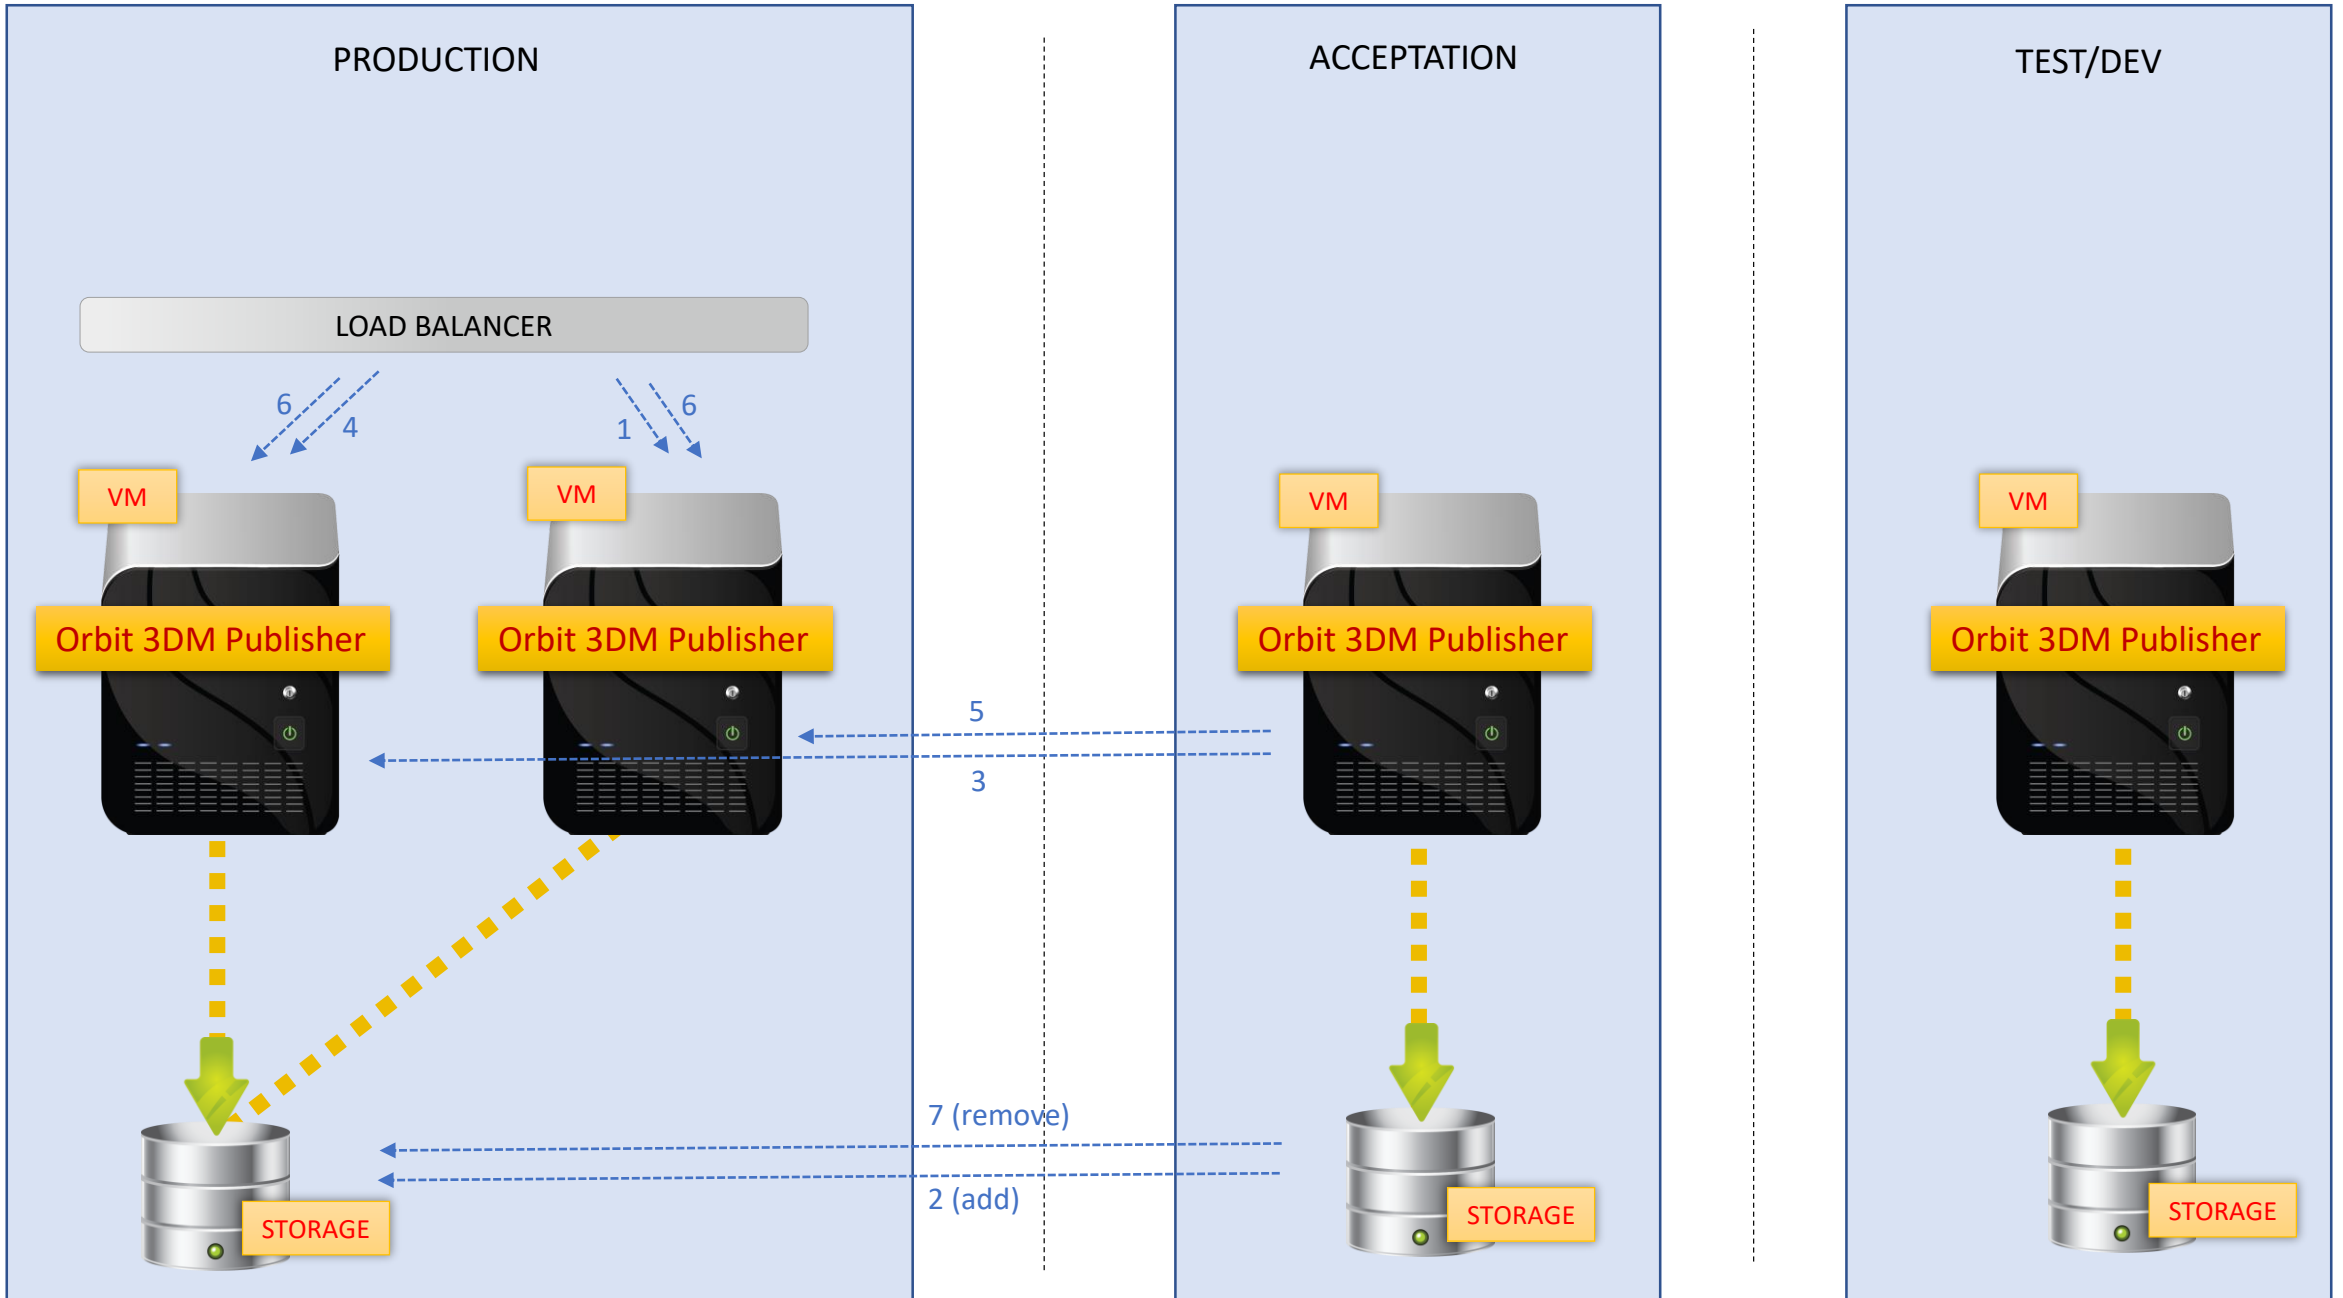 PRODUCTION
ACCEPTATION
TEST/DEV
LOAD BALANCER
6
4
1
6
VM
VM
VM
VM
Orbit 3DM Publisher
Orbit 3DM Publisher
Orbit 3DM Publisher
Orbit 3DM Publisher
5
3
7 (remove)
2 (add)
STORAGE
STORAGE
STORAGE